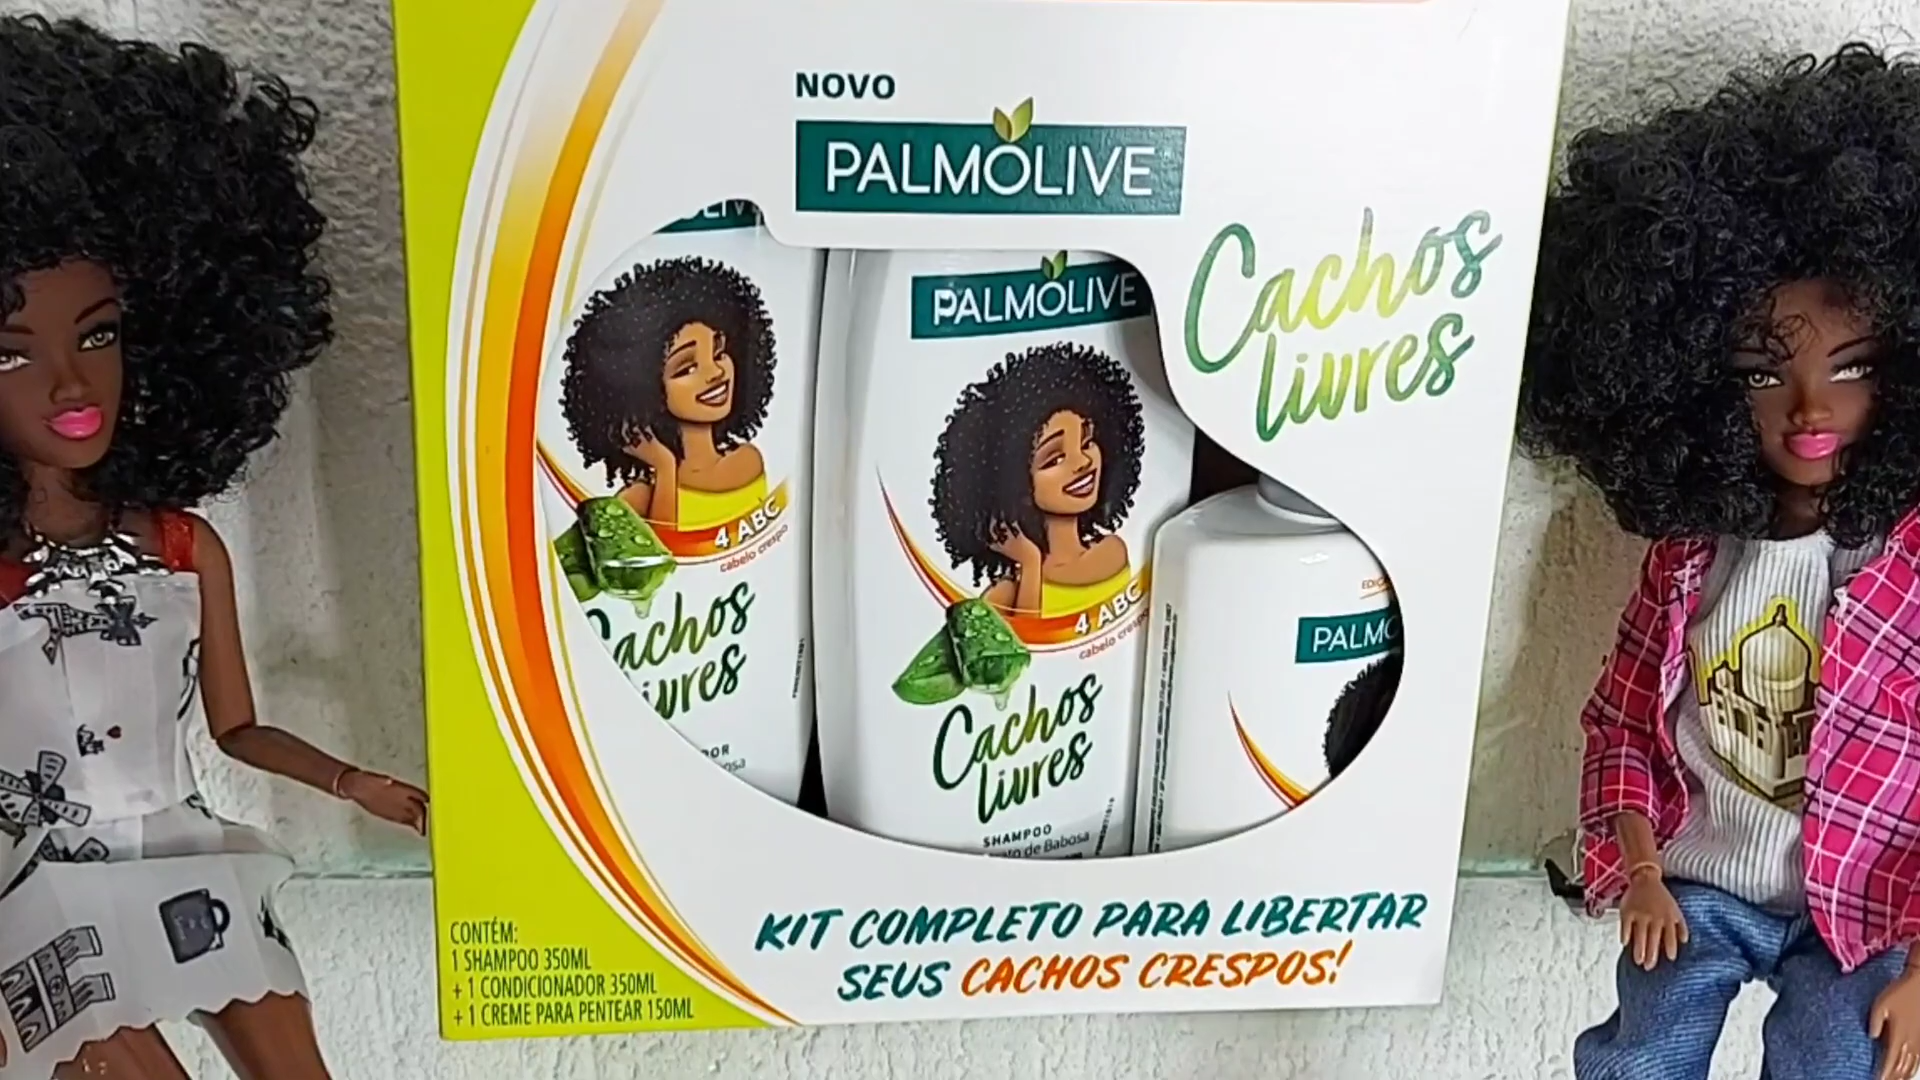 NOVO
PALMOLIVE
Cachos
livres
PALMOLIVE
4 ABC
cabelo crespo
Cachos
livres
4 ABC
cabelo crespo
Cachos
livres
SHAMPOO
de Babosa
PALMO
KIT COMPLETO PARA LIBERTAR
SEUS CACHOS CRESPOS!
CONTÉM:
1 SHAMPOO 350ML
+ 1 CONDICIONADOR 350ML
+ 1 CREME PARA PENTEAR 150ML